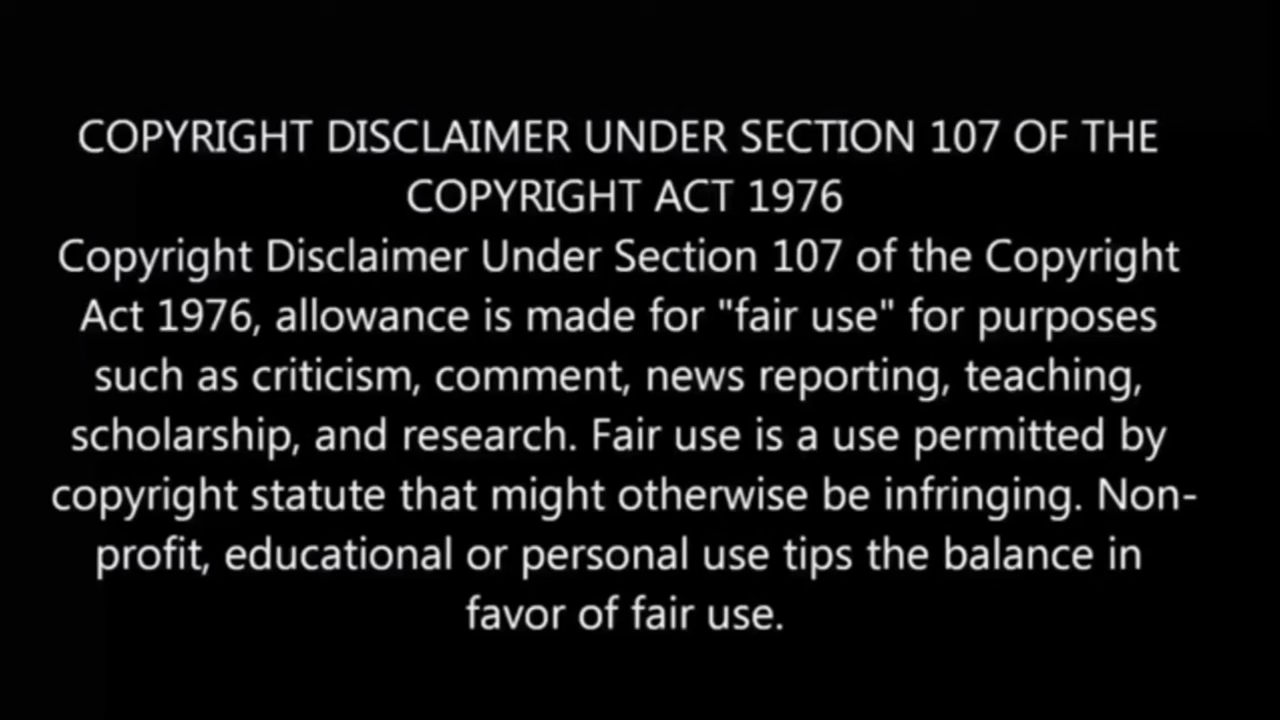 COPYRIGHT DISCLAIMER UNDER SECTION 107 OF THE
COPYRIGHT ACT 1976
Copyright Disclaimer Under Section 107 of the Copyright
Act 1976, allowance is made for "fair use" for purposes
such as criticism, comment, news reporting, teaching,
scholarship, and research. Fair use is a use permitted by
copyright statute that might otherwise be infringing. Non-
profit, educational or personal use tips the balance in
favor of fair use.